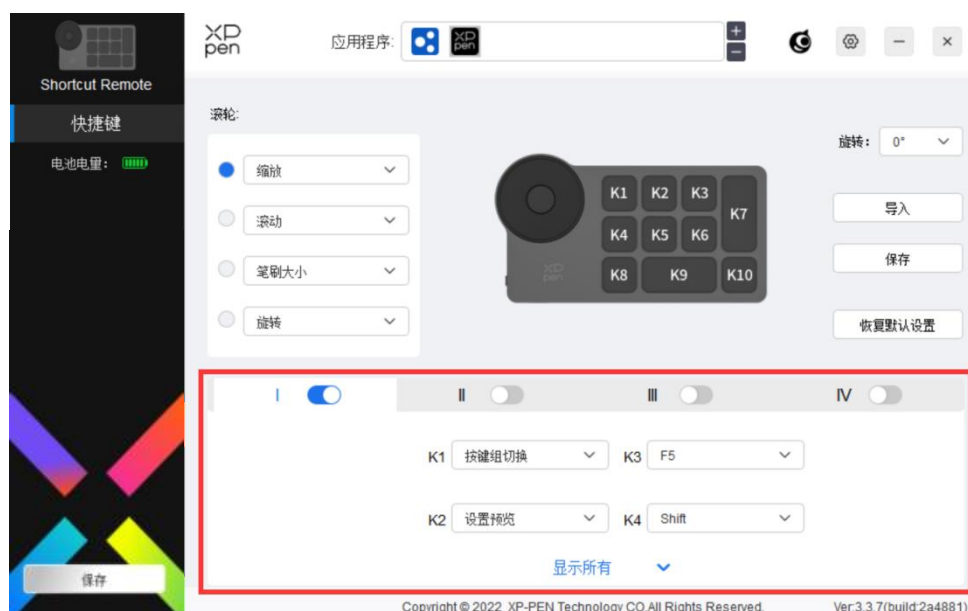 XP
pen
应用程序:
XP
pen
+
−
− ×
Shortcut Remote
快捷键
电池电量:
滚轮:
缩放
滚动
笔刷大小
旋转
K1 K2 K3
K7
K4 K5 K6
XP
pen
K8 K9 K10
旋转: 0°
导入
保存
恢复默认设置
Ⅰ Ⅱ Ⅲ Ⅳ
K1 按键组切换 K3 F5
K2 设置预览 K4 Shift
显示所有
保存
Copyright © 2022 XP-PEN Technology CO.All Rights Reserved. Ver:3.3.7(build:2a4881)